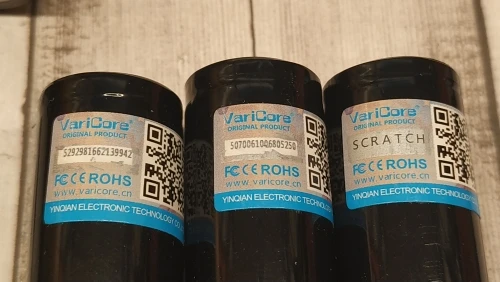 VariCore®
ORIGINAL PRODUCT
5292981662139942
FC CE ROHS
www.varicore.cn
YINQIAN ELECTRONIC TECHNOLOGY CO.
VariCore®
ORIGINAL PRODUCT
5070061006805250
FC CE ROHS
www.varicore.cn
YINQIAN ELECTRONIC TECHNOLOGY
VariCore®
ORIGINAL PRODUCT
SCRATCH
FC CE ROHS
www.varicore.cn
YINQIAN ELECTRONIC TECHNOLOGY